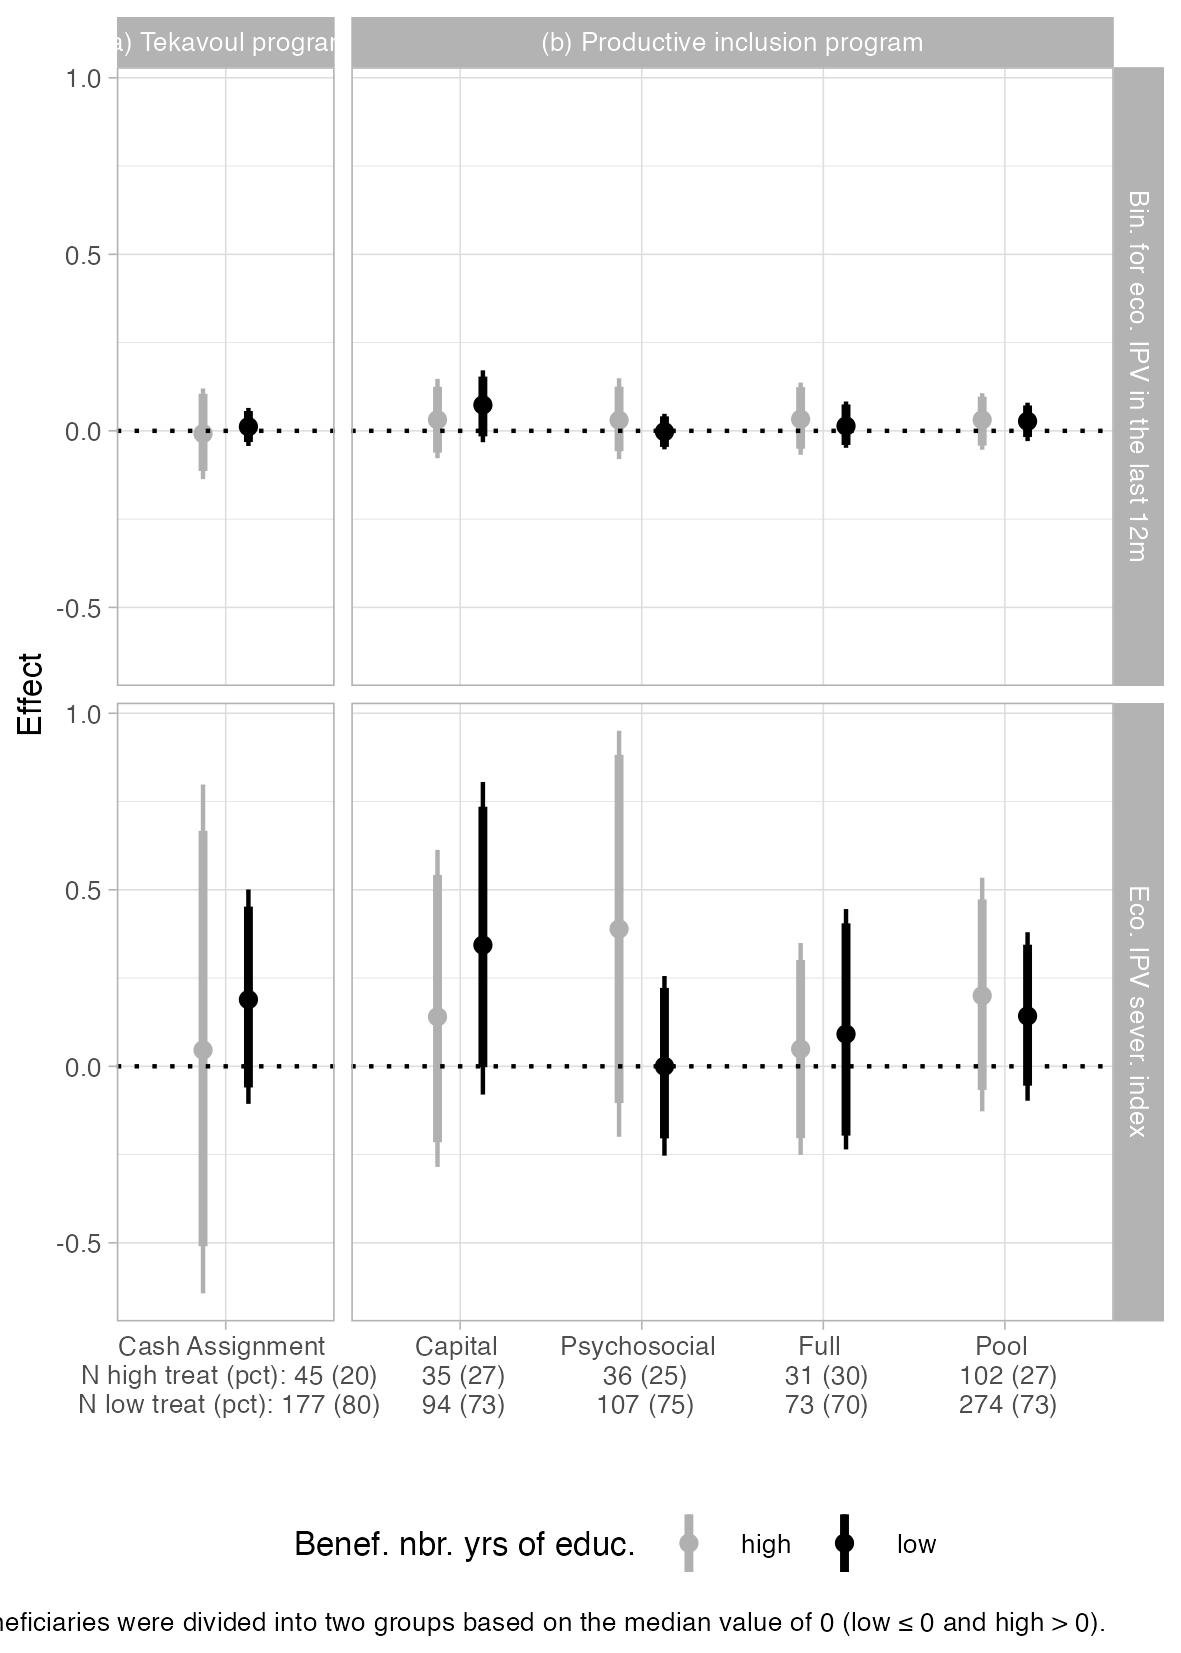 a) Tekavoul program
(b) Productive inclusion program
1.0
0.5
0.0
-0.5
Bin. for eco. IPV in the last 12m
Effect
1.0
0.5
0.0
-0.5
Eco. IPV sever. index
Cash Assignment Capital Psychosocial Full Pool
N high treat (pct): 45 (20) 35 (27) 36 (25) 31 (30) 102 (27)
N low treat (pct): 177 (80) 94 (73) 107 (75) 73 (70) 274 (73)
Benef. nbr. yrs of educ. high low
neficiaries were divided into two groups based on the median value of 0 (low ≤ 0 and high > 0).